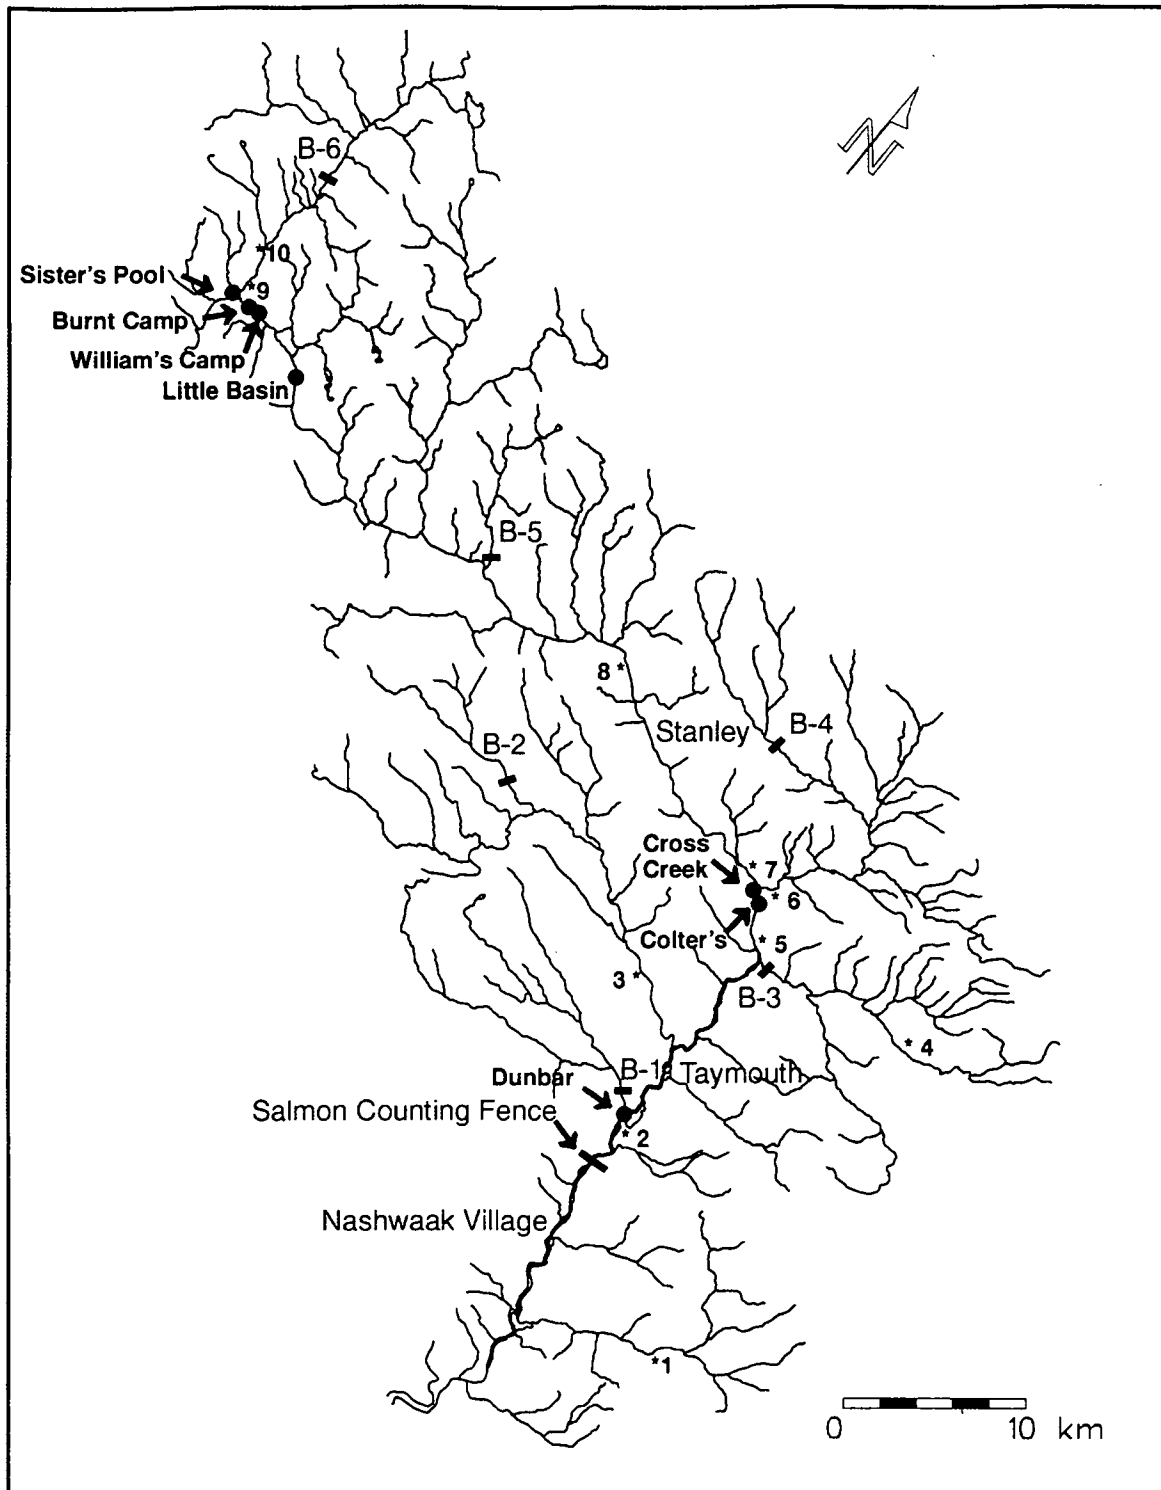 N
B-6
*10
Sister's Pool
*9
Burnt Camp
William's Camp
Little Basin
B-5
8 *
Stanley
B-4
B-2
Cross
Creek
* 7
* 6
Colter's
* 5
3 *
B-3
* 4
B-1
Taymouth
Dunbar
Salmon Counting Fence
* 2
Nashwaak Village
*1
0 10 km